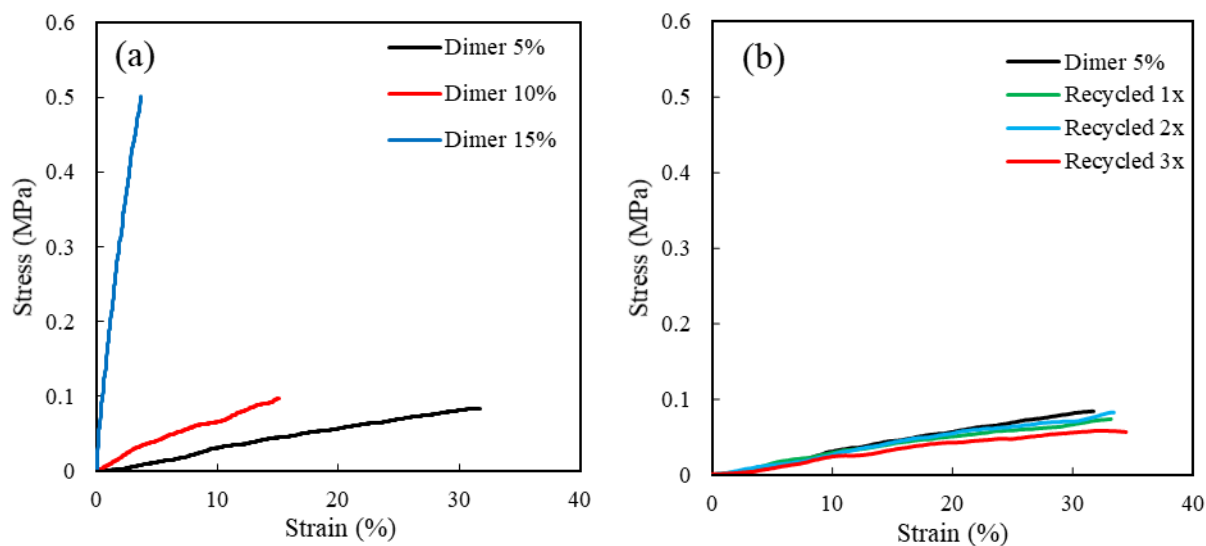 (a)
Dimer 5%
Dimer 10%
Dimer 15%
0.6
0.5
0.4
0.3
0.2
0.1
0
Stress (MPa)
0 10 20 30 40
Strain (%)
(b)
Dimer 5%
Recycled 1x
Recycled 2x
Recycled 3x
0.6
0.5
0.4
0.3
0.2
0.1
0
Stress (MPa)
0 10 20 30 40
Strain (%)